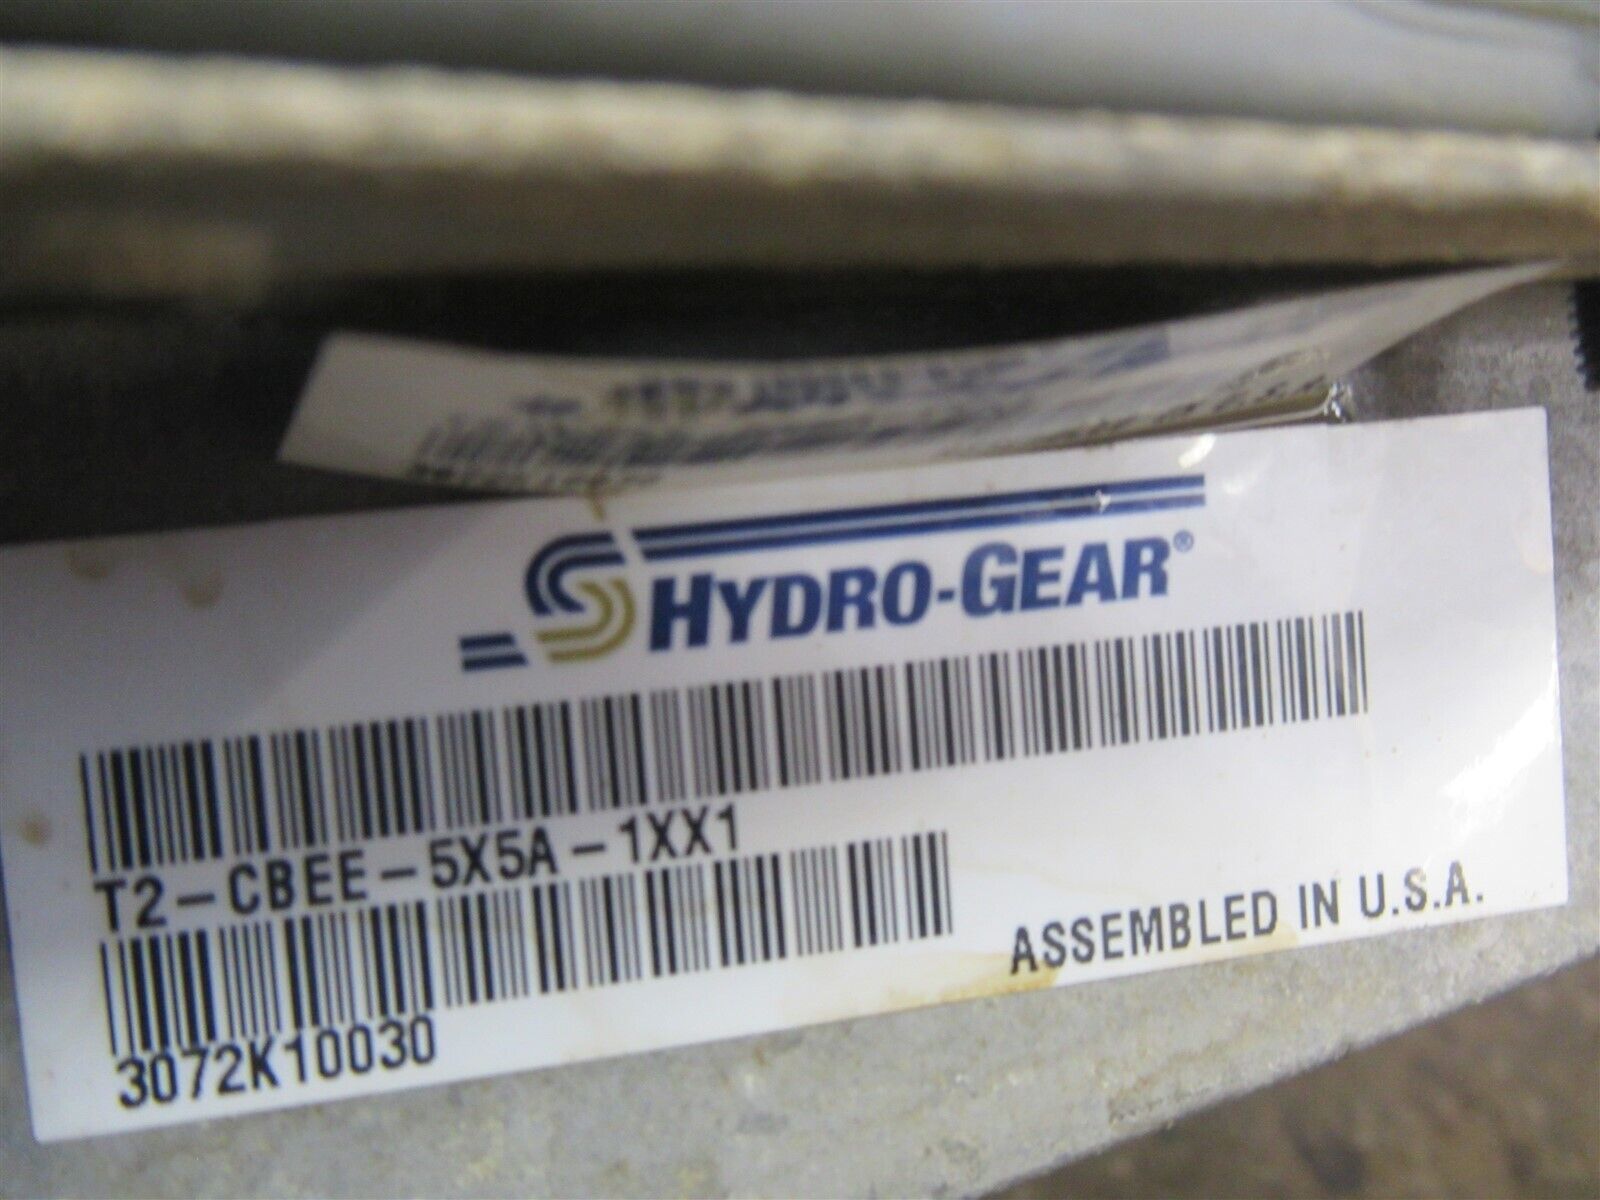 HYDRO-GEAR®
T2-CBEE-5X5A-1XX1
3072K10030
ASSEMBLED IN U.S.A.